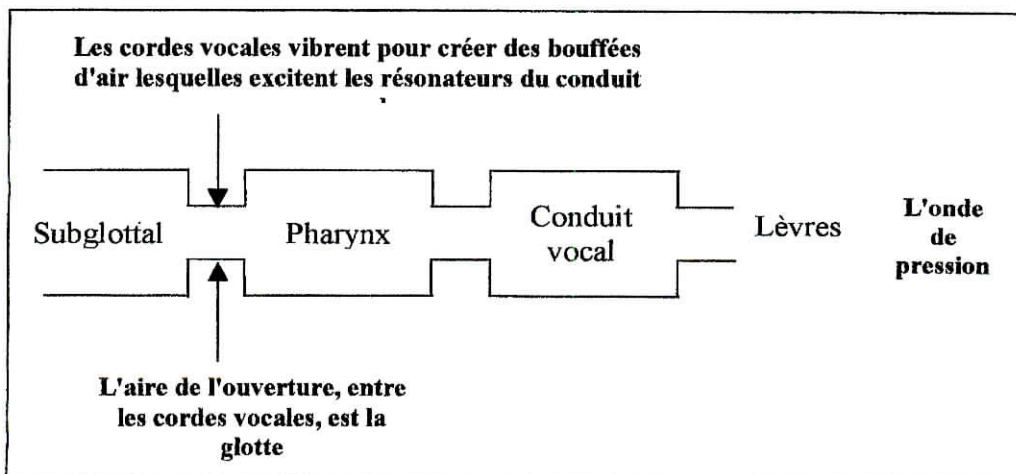 Les cordes vocales vibrent pour créer des bouffées
d'air lesquelles excitent les résonateurs du conduit
Subglottal
Pharynx
Conduit
vocal
Lèvres
L'onde
de
pression
L'aire de l'ouverture, entre
les cordes vocales, est la
glotte